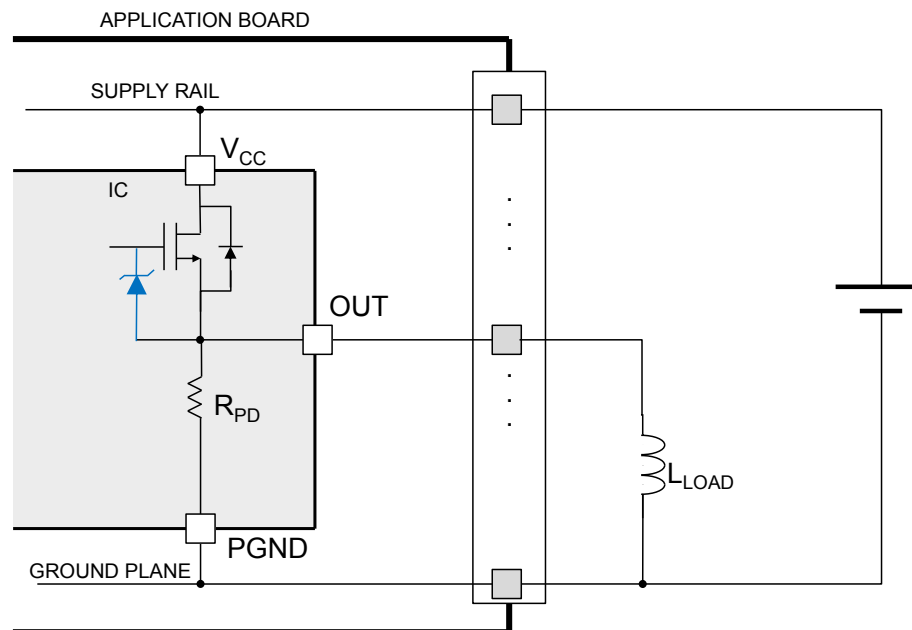 APPLICATION BOARD
SUPPLY RAIL
VCC
IC
OUT
RPD
LLOAD
PGND
GROUND PLANE